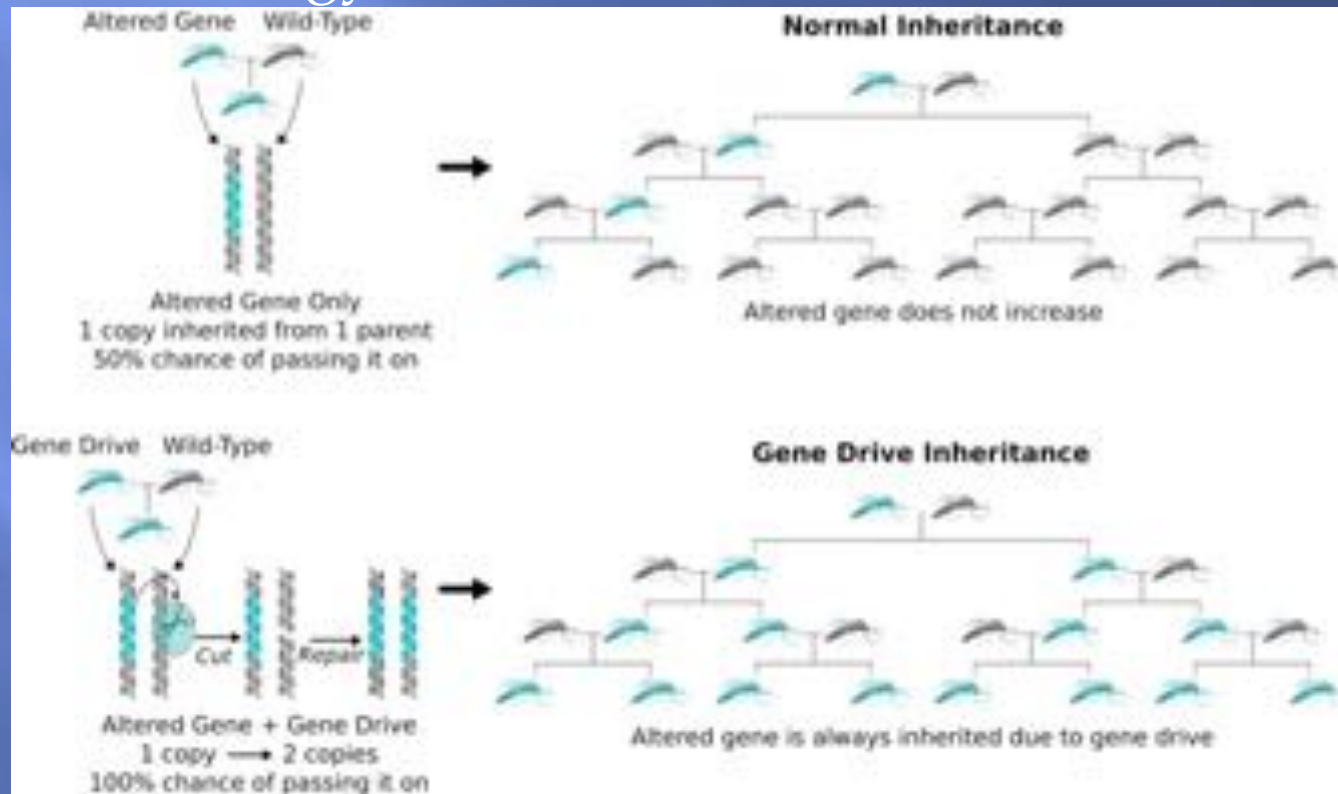 Altered Gene Wild-Type
Altered Gene Only
1 copy inherited from 1 parent
50% chance of passing it on
Normal Inheritance
Altered gene does not increase
Gene Drive Wild-Type
Cut Repair
Altered Gene + Gene Drive
1 copy → 2 copies
100% chance of passing it on
Gene Drive Inheritance
Altered gene is always inherited due to gene drive